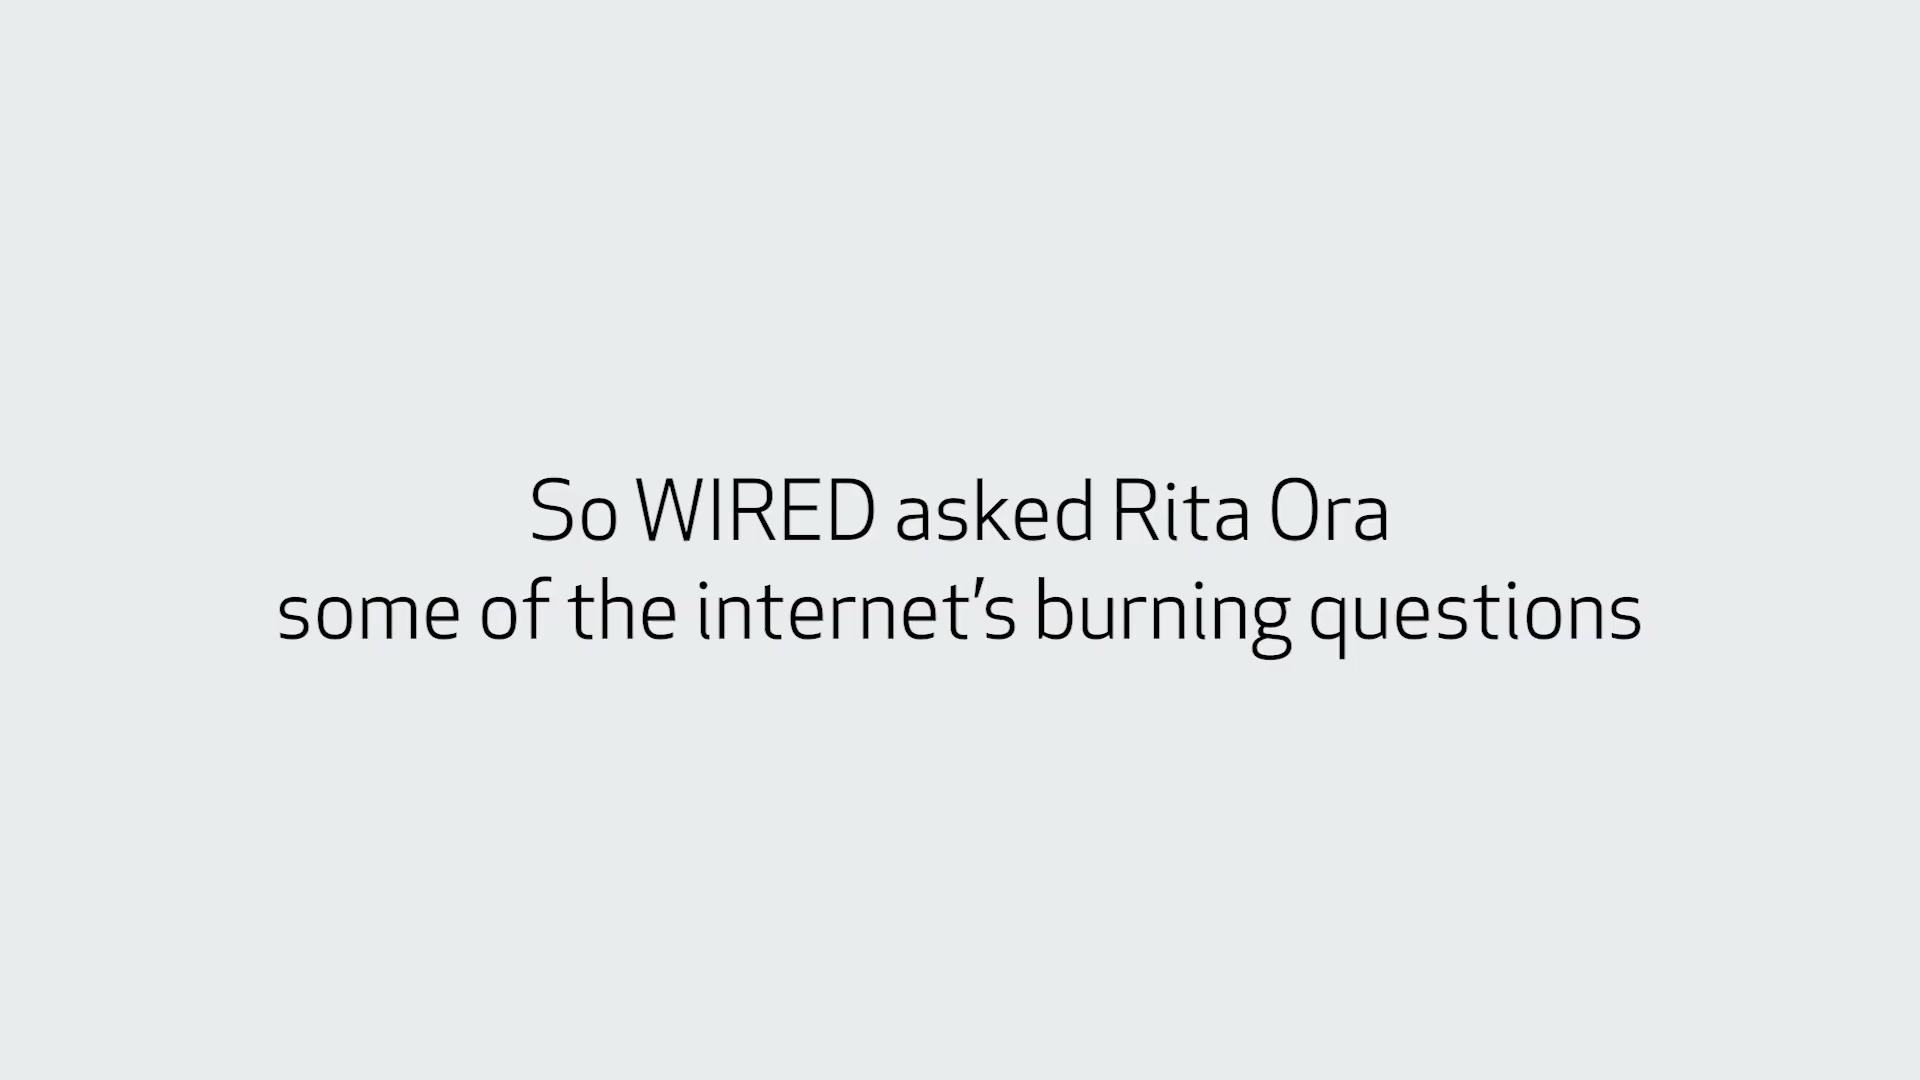 So WIRED asked Rita Ora
some of the internet’s burning questions